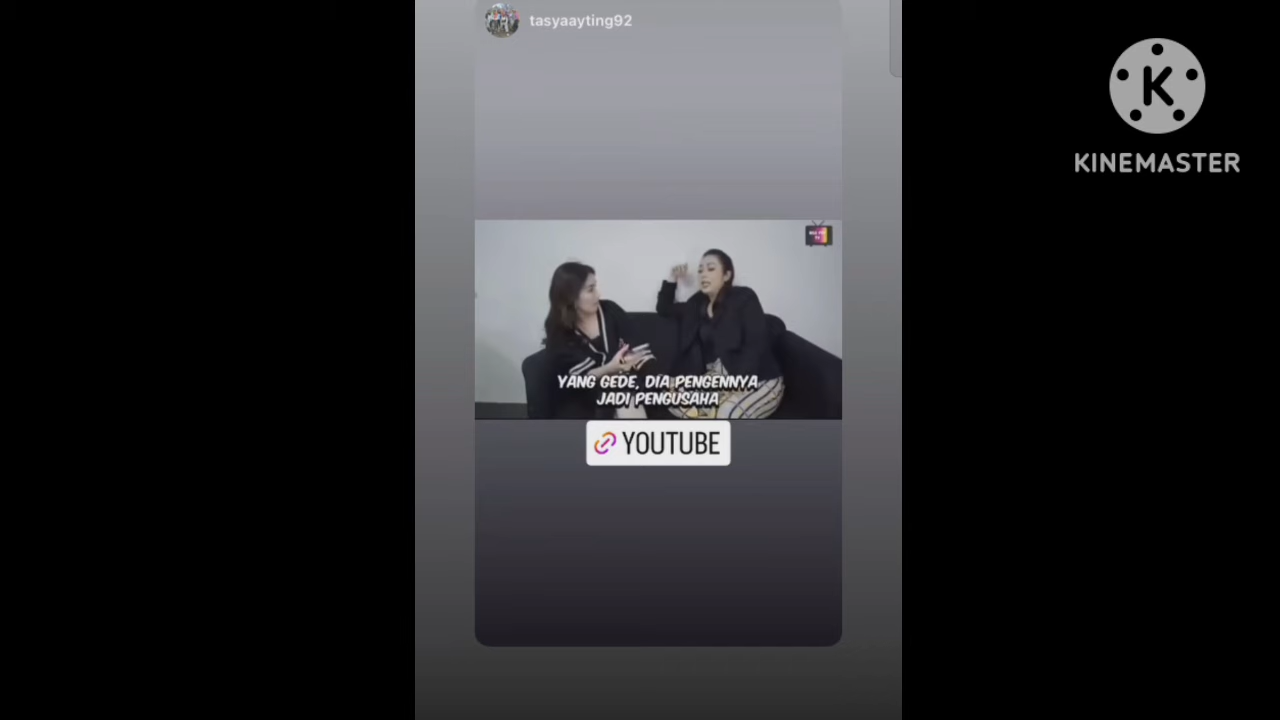 tasyaayting92
KINEMASTER
YANG GEDE, DIA PENGENNYA
JADI PENGUSAHA
YOUTUBE